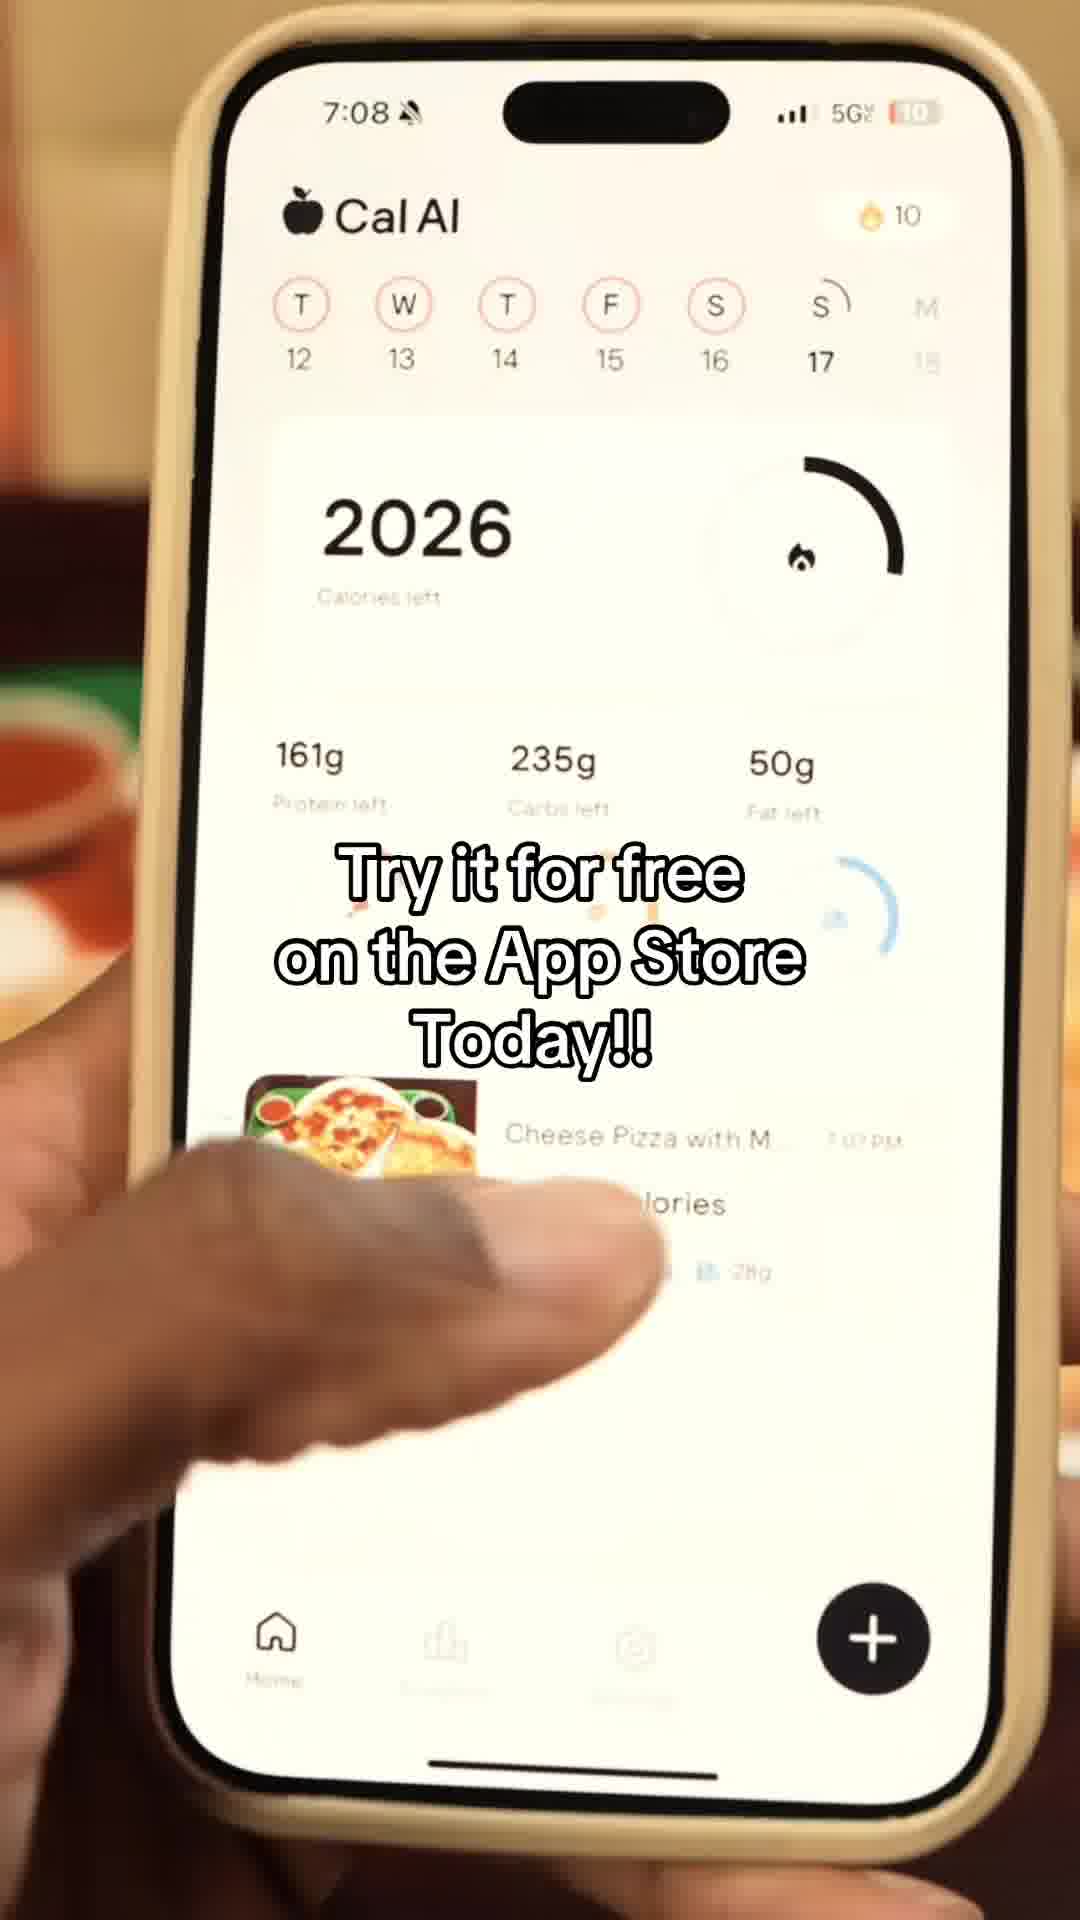 7:08
5G
10
Cal AI
10
T W T F S S M
12 13 14 15 16 17 18
2026
Calories left
161g 235g 50g
Protein left Carbs left Fat left
Try it for free
on the App Store
Today!!
Cheese Pizza with M... 7:07 PM
lories
28g
Home